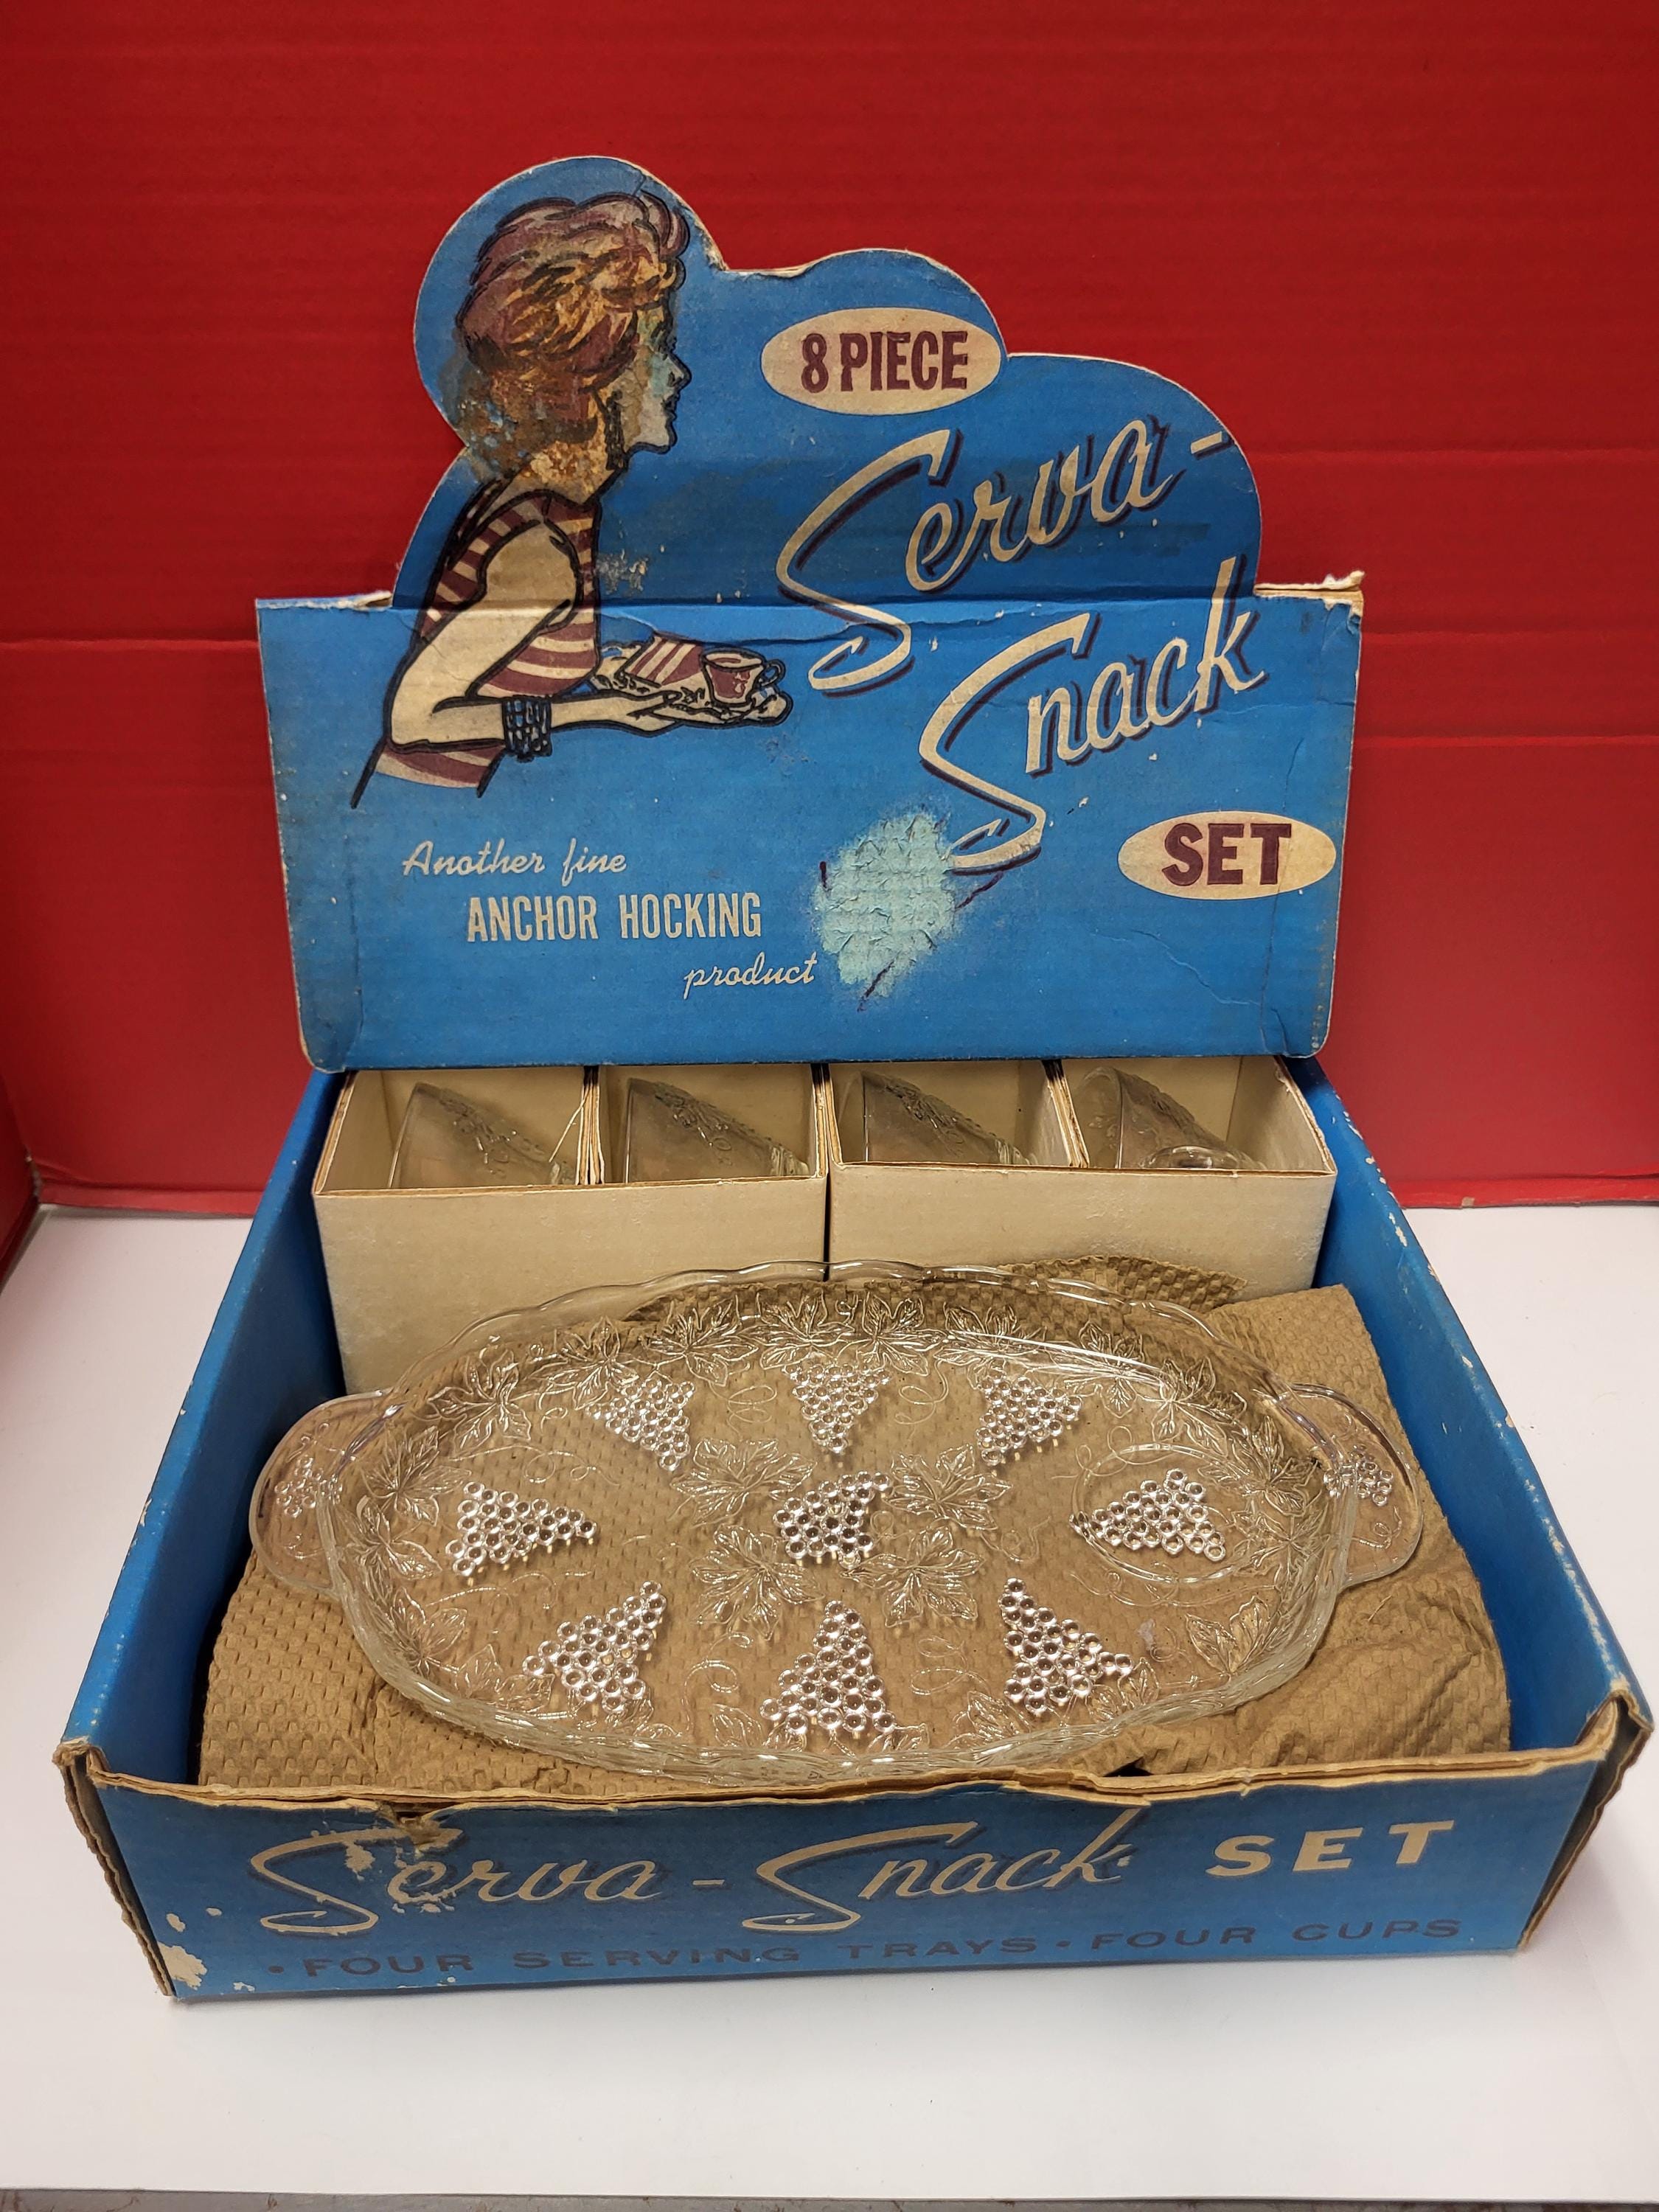 8 PIECE
Serva-
Snack
SET
Another fine
ANCHOR HOCKING
product
Serva-Snack SET
• FOUR SERVING TRAYS • FOUR CUPS